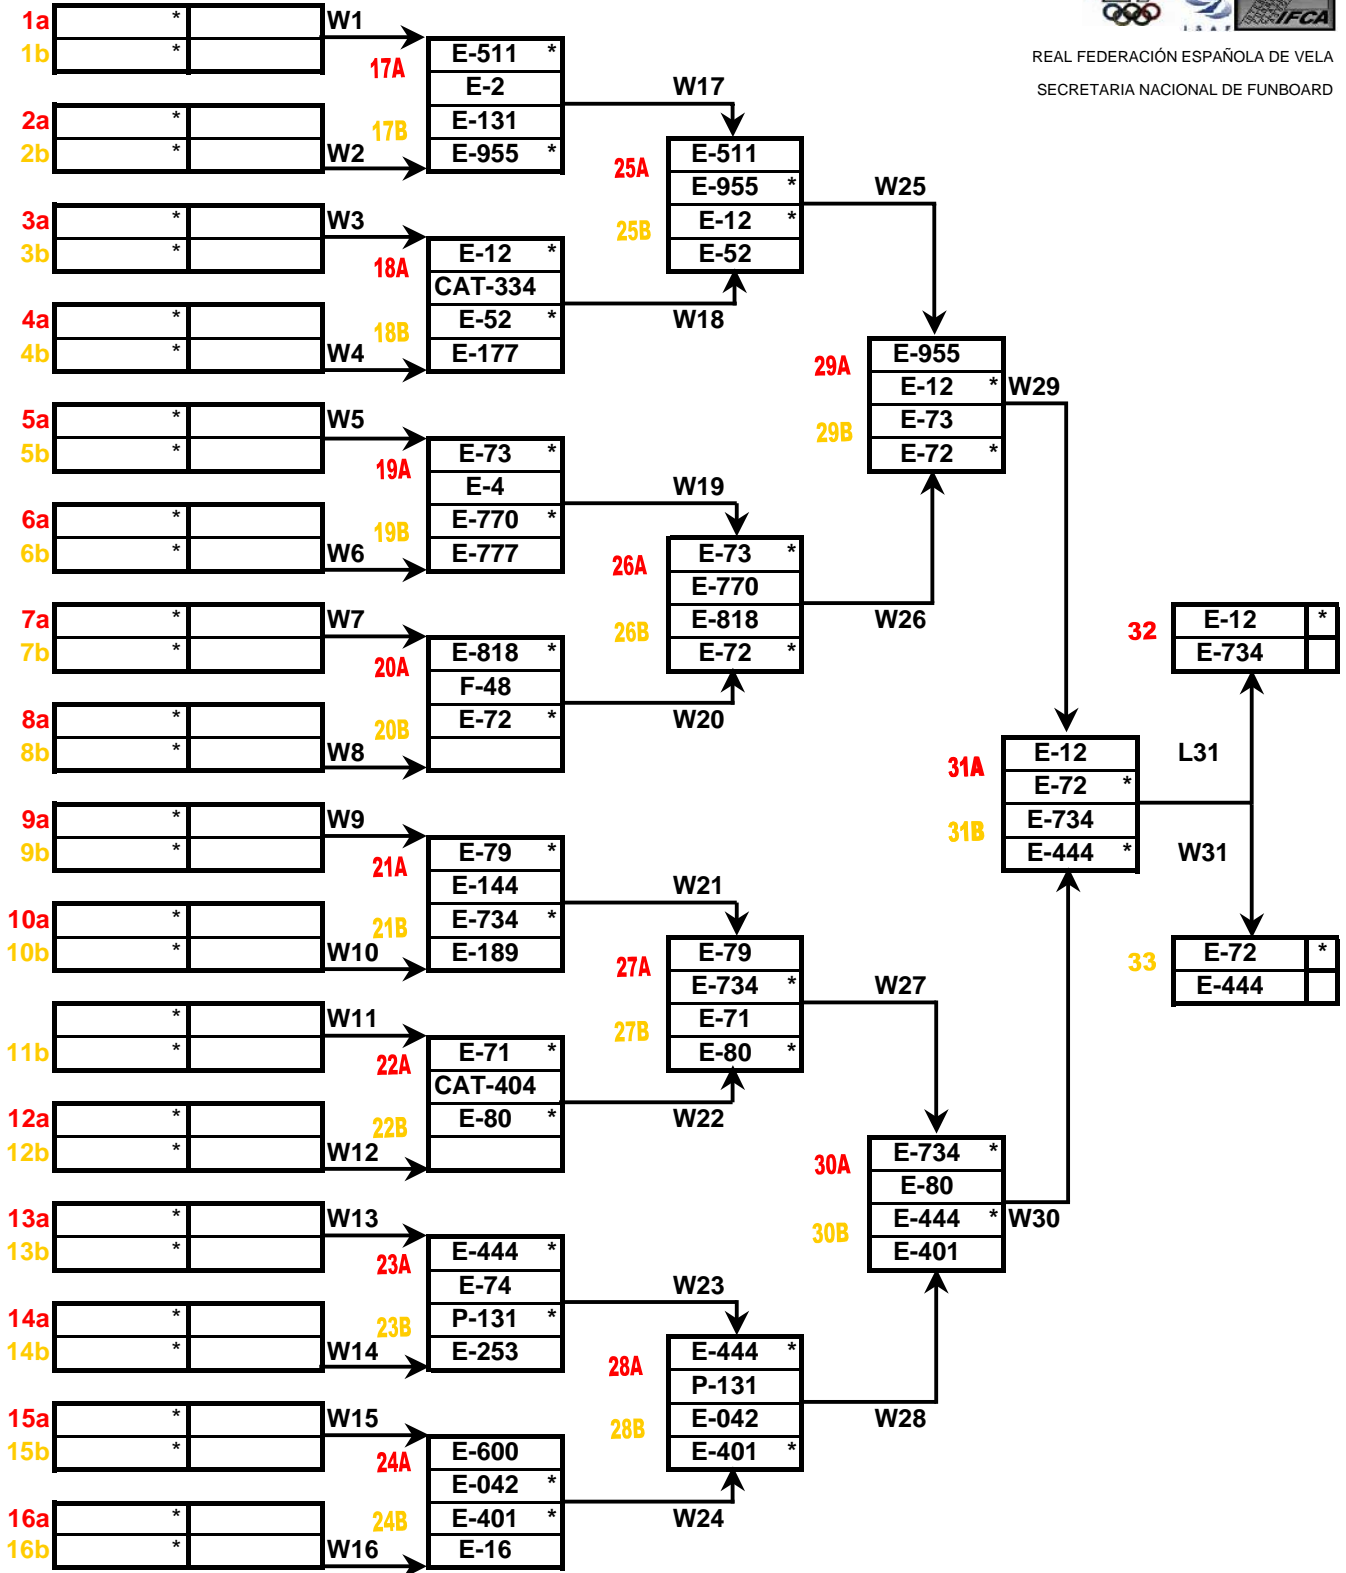 IFCA
REAL FEDERACIÓN ESPAÑOLA DE VELA
SECRETARIA NACIONAL DE FUNBOARD
1a * W1
1b *
2a *
2b * W2
17A
17B
E-511 *
E-2
E-131
E-955 *
W17
3a * W3
3b *
4a *
4b * W4
18A
18B
E-12 *
CAT-334
E-52 *
E-177
W18
25A
25B
E-511
E-955 *
E-12 *
E-52
W25
5a * W5
5b *
6a *
6b * W6
19A
19B
E-73 *
E-4
E-770 *
E-777
W19
7a * W7
7b *
8a *
8b * W8
20A
20B
E-818 *
F-48
E-72 *
W20
26A
26B
E-73 *
E-770
E-818
E-72 *
W26
29A
29B
E-955
E-12 *
E-73
E-72 *
W29
9a * W9
9b *
10a *
10b * W10
21A
21B
E-79 *
E-144
E-734 *
E-189
W21
* W11
11b *
12a *
12b * W12
22A
22B
E-71 *
CAT-404
E-80 *
W22
27A
27B
E-79
E-734 *
E-71
E-80 *
W27
13a * W13
13b *
14a *
14b * W14
23A
23B
E-444 *
E-74
P-131 *
E-253
W23
15a * W15
15b *
16a *
16b * W16
24A
24B
E-600
E-042 *
E-401 *
E-16
W24
28A
28B
E-444 *
P-131
E-042
E-401 *
W28
30A
30B
E-734 *
E-80
E-444 *
E-401
W30
31A
31B
E-12
E-72 *
E-734
E-444 *
L31
W31
32
E-12 *
E-734
33
E-72 *
E-444